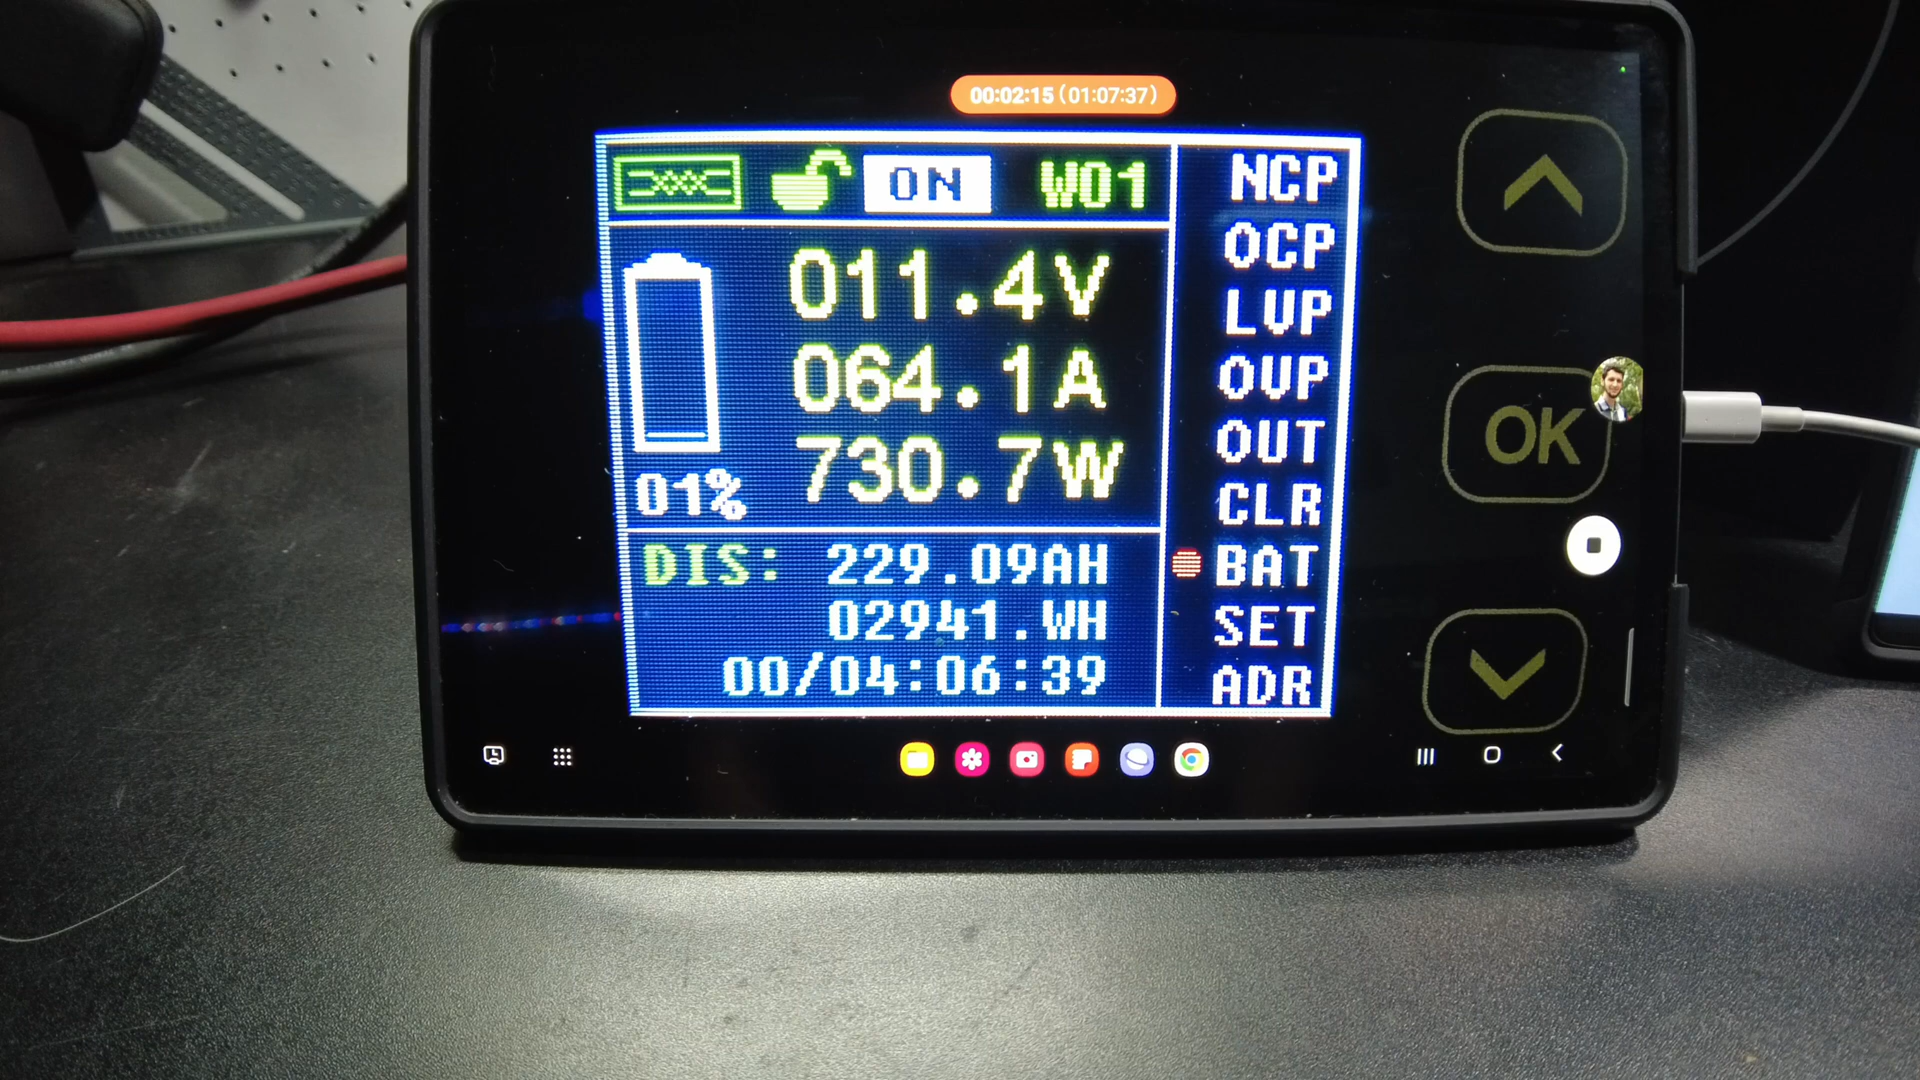 00:02:15 (01:07:37)
ON W01
011.4V
064.1A
730.7W
01%
DIS: 229.09AH
02941.WH
00/04:06:39
NCP
OCP
LVP
OVP
OUT
CLR
BAT
SET
ADR
OK